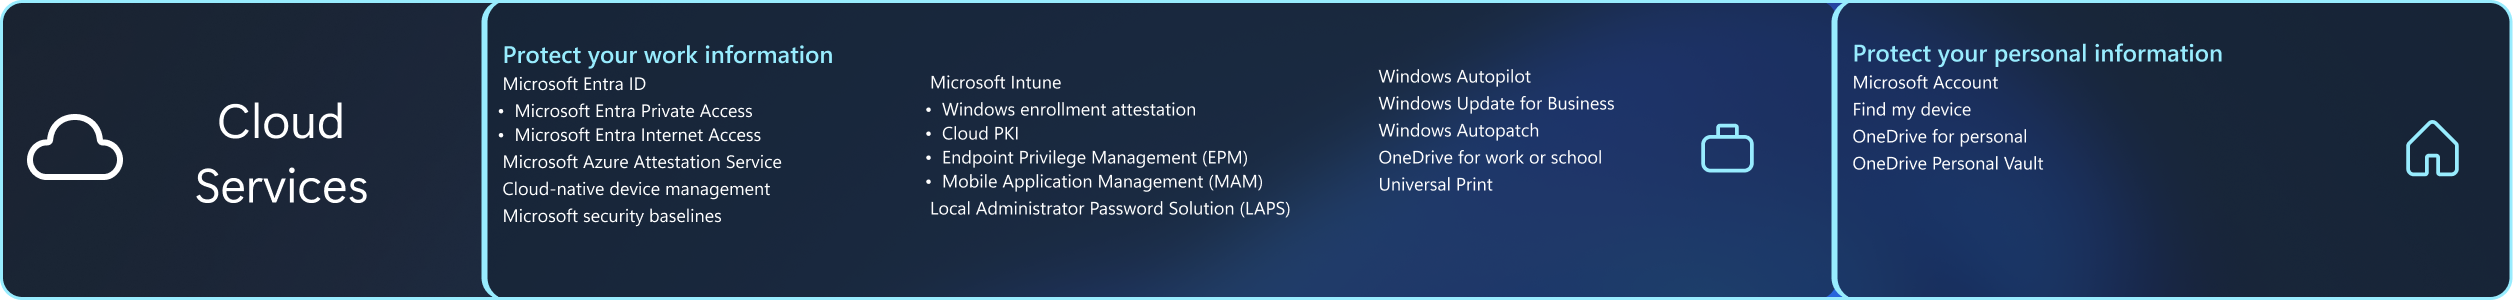 Cloud
Services
Protect your work information
Microsoft Entra ID
• Microsoft Entra Private Access
• Microsoft Entra Internet Access
Microsoft Azure Attestation Service
Cloud-native device management
Microsoft security baselines
Microsoft Intune
• Windows enrollment attestation
• Cloud PKI
• Endpoint Privilege Management (EPM)
• Mobile Application Management (MAM)
Local Administrator Password Solution (LAPS)
Windows Autopilot
Windows Update for Business
Windows Autopatch
OneDrive for work or school
Universal Print
Protect your personal information
Microsoft Account
Find my device
OneDrive for personal
OneDrive Personal Vault